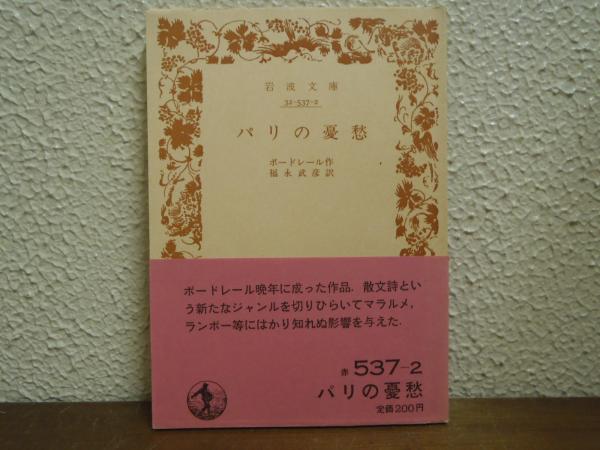 岩波文庫
32-537-2
パリの憂愁
ボードレール作
福永武彦訳
ボードレール晩年に成った作品．散文詩とい
う新たなジャンルを切りひらいてマラルメ，
ランボー等にはかり知れぬ影響を与えた．
赤 537-2
パリの憂愁
定価200円